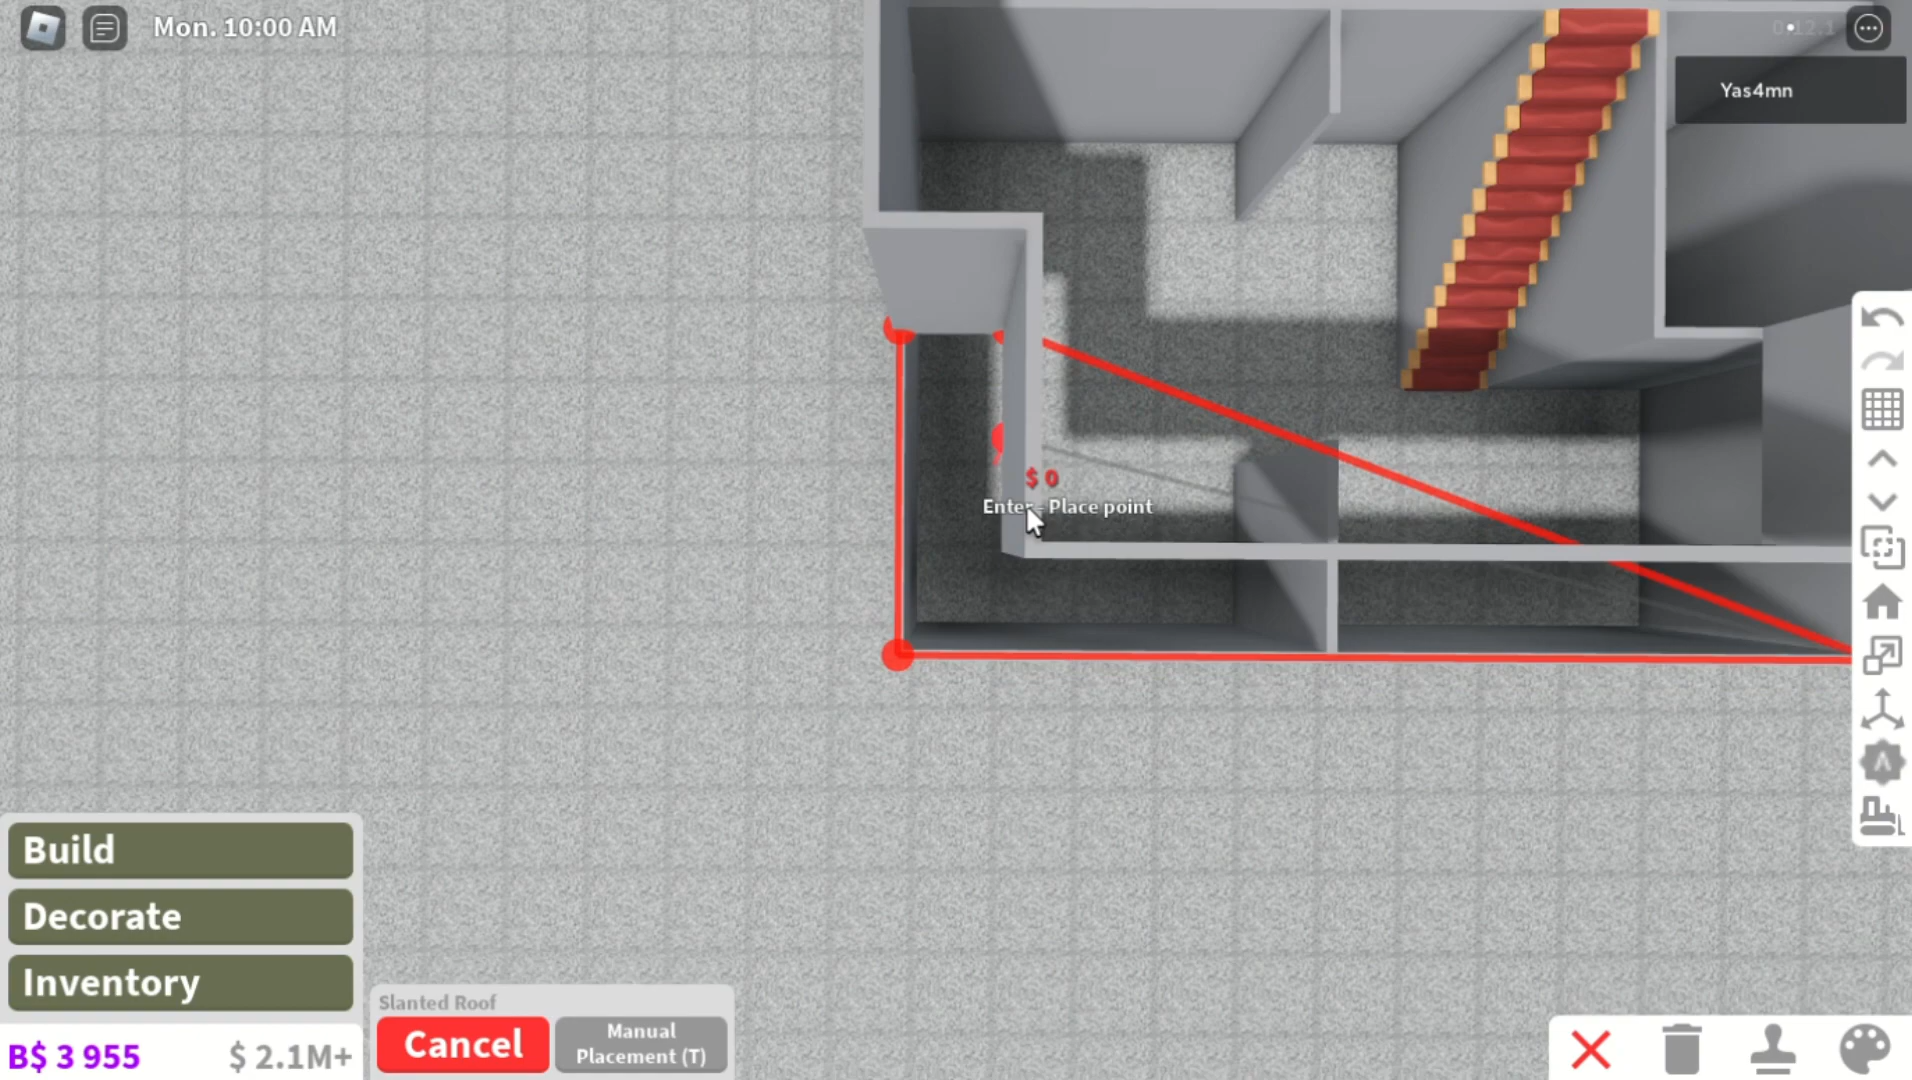 Mon. 10:00 AM
Yas4mn
$ 0
Enter - Place point
Build
Decorate
Inventory
B$ 3 955
$ 2.1M+
Slanted Roof
Cancel
Manual
Placement (T)